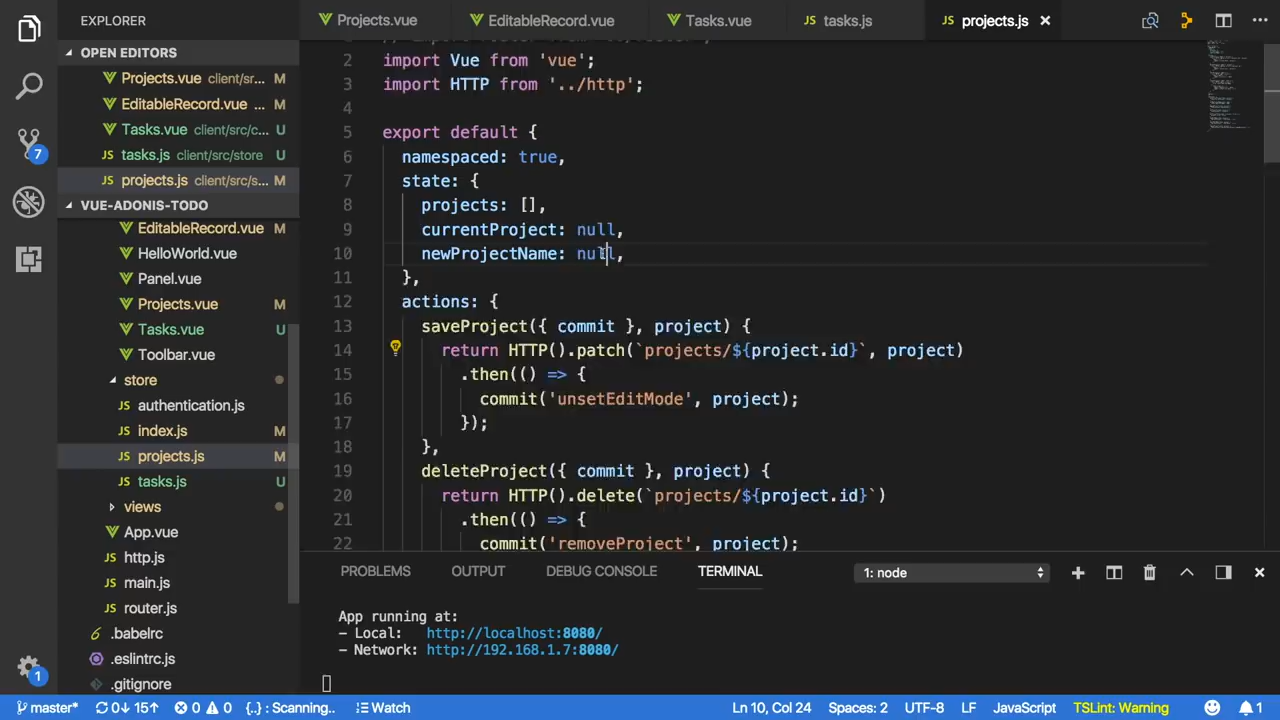 EXPLORER
Projects.vue
EditableRecord.vue
Tasks.vue
tasks.js
projects.js
OPEN EDITORS
Projects.vue client/sr... M
EditableRecord.vue ... M
Tasks.vue client/src/c... U
tasks.js client/src/store U
projects.js client/src/s... M
VUE-ADONIS-TODO
EditableRecord.vue M
HelloWorld.vue
Panel.vue
Projects.vue M
Tasks.vue U
Toolbar.vue
store
authentication.js
index.js M
projects.js M
tasks.js U
views
App.vue
http.js
main.js
router.js
.babelrc
.eslintrc.js
.gitignore
7
1
2 import Vue from 'vue';
3 import HTTP from '../http';
4
5 export default {
6 namespaced: true,
7 state: {
8 projects: [],
9 currentProject: null,
10 newProjectName: null,
11 },
12 actions: {
13 saveProject({ commit }, project) {
14 return HTTP().patch(`projects/${project.id}`, project)
15 .then(() => {
16 commit('unsetEditMode', project);
17 });
18 },
19 deleteProject({ commit }, project) {
20 return HTTP().delete(`projects/${project.id}`)
21 .then(() => {
22 commit('removeProject', project);
PROBLEMS OUTPUT DEBUG CONSOLE TERMINAL 1: node
App running at:
- Local: http://localhost:8080/
- Network: http://192.168.1.7:8080/
master* 0↓ 15↑ 0 0 {..} : Scanning.. Watch Ln 10, Col 24 Spaces: 2 UTF-8 LF JavaScript TSLint: Warning 1